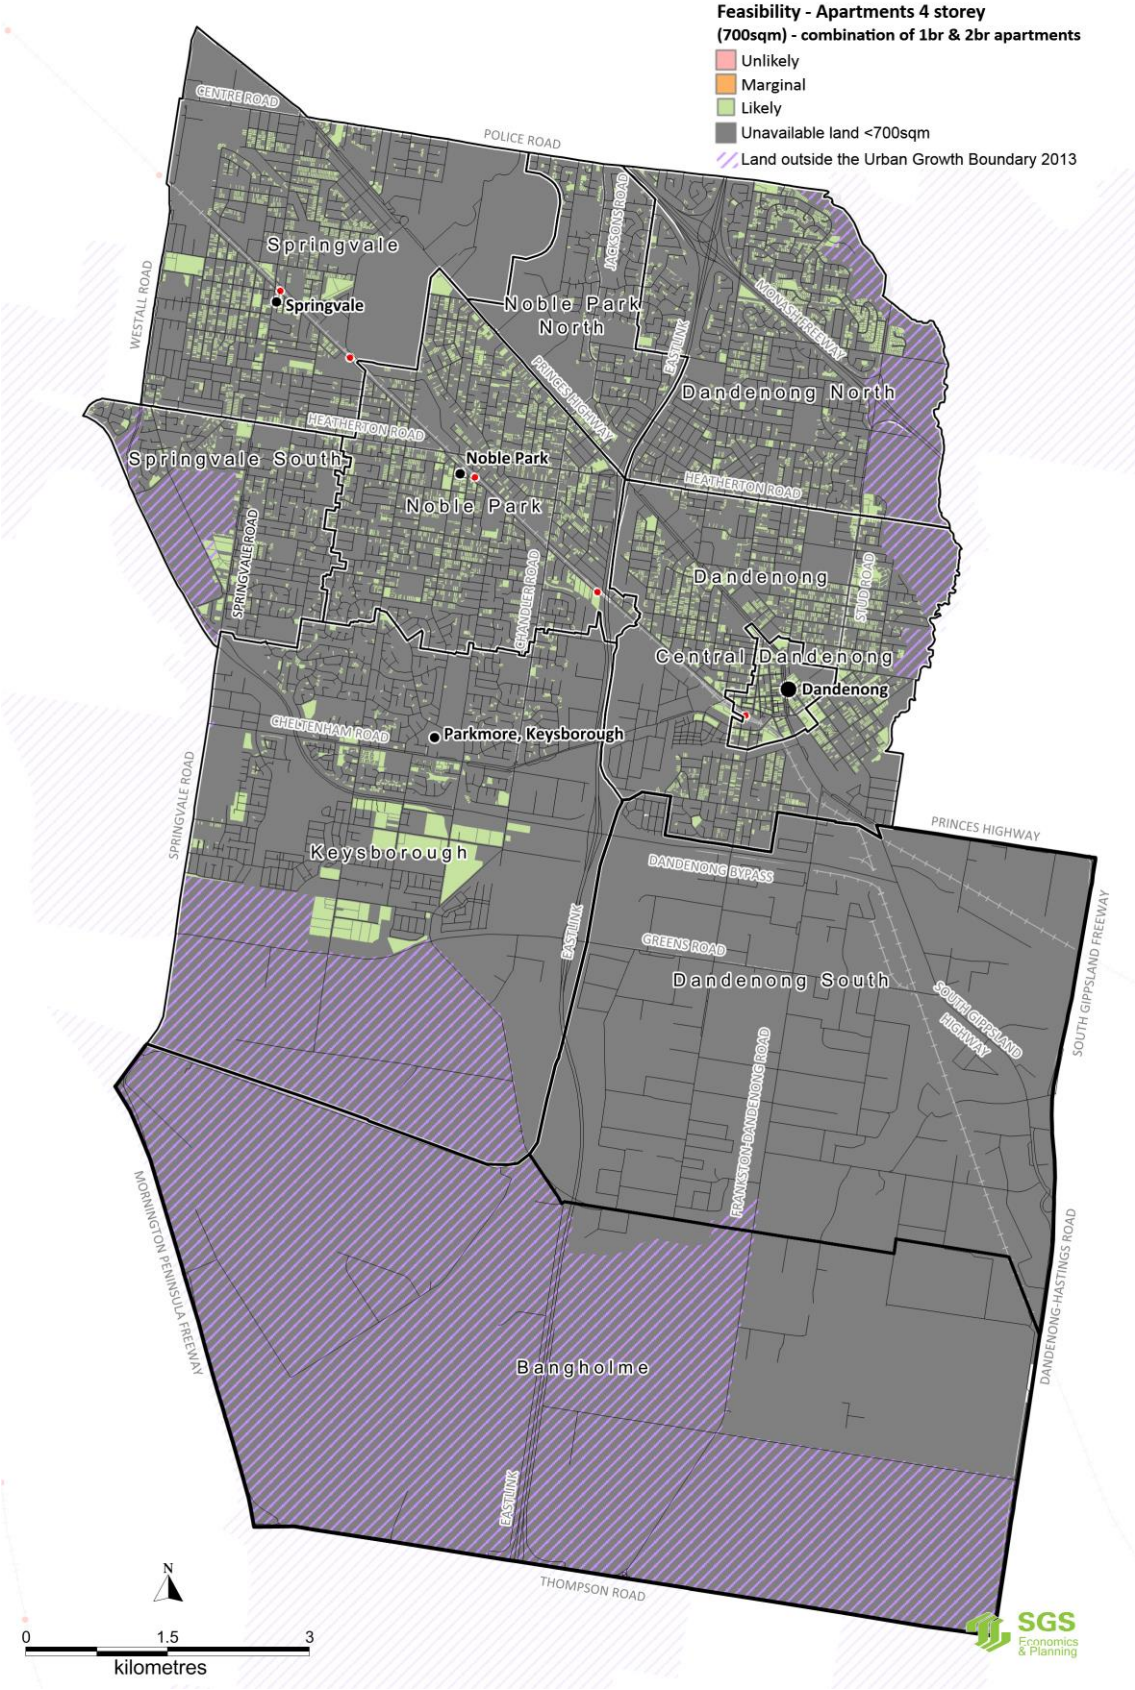 Feasibility - Apartments 4 storey
(700sqm) - combination of 1br & 2br apartments
Unlikely
Marginal
Likely
Unavailable land <700sqm
Land outside the Urban Growth Boundary 2013
CENTRE ROAD
POLICE ROAD
JACKSONS ROAD
Springvale
WESTALL ROAD
Springvale
Noble Park
North
MONASH FREEWAY
EASTLINK
PRINCES HIGHWAY
Dandenong North
HEATHERTON ROAD
Springvale South
Noble Park
HEATHERTON ROAD
Noble Park
SPRINGVALE ROAD
CHANDLER ROAD
Dandenong
STUD ROAD
Central Dandenong
Dandenong
CHELTENHAM ROAD
Parkmore, Keysborough
SPRINGVALE ROAD
PRINCES HIGHWAY
Keysborough
DANDENONG BYPASS
EASTLINK
GREENS ROAD
Dandenong South
SOUTH GIPPSLAND FREEWAY
SOUTH GIPPSLAND
HIGHWAY
FRANKSTON-DANDENONG ROAD
MORNINGTON PENINSULA FREEWAY
DANDENONG-HASTINGS ROAD
Bangholme
EASTLINK
THOMPSON ROAD
N
0 1.5 3
kilometres
SGS
Economics
& Planning